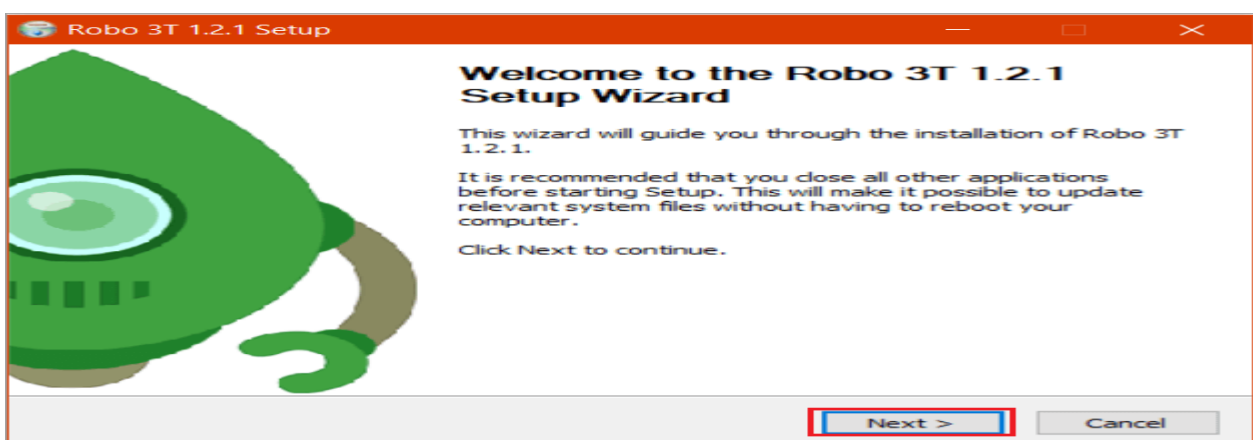 Robo 3T 1.2.1 Setup
Welcome to the Robo 3T 1.2.1
Setup Wizard
This wizard will guide you through the installation of Robo 3T
1.2.1.
It is recommended that you close all other applications
before starting Setup. This will make it possible to update
relevant system files without having to reboot your
computer.
Click Next to continue.
Next >
Cancel